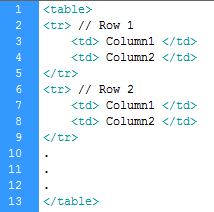 1 <table>
2 <tr> // Row 1
3     <td> Column1 </td>
4     <td> Column2 </td>
5 </tr>
6 <tr> // Row 2
7     <td> Column1 </td>
8     <td> Column2 </td>
9 </tr>
10 .
11 .
12 .
13 </table>